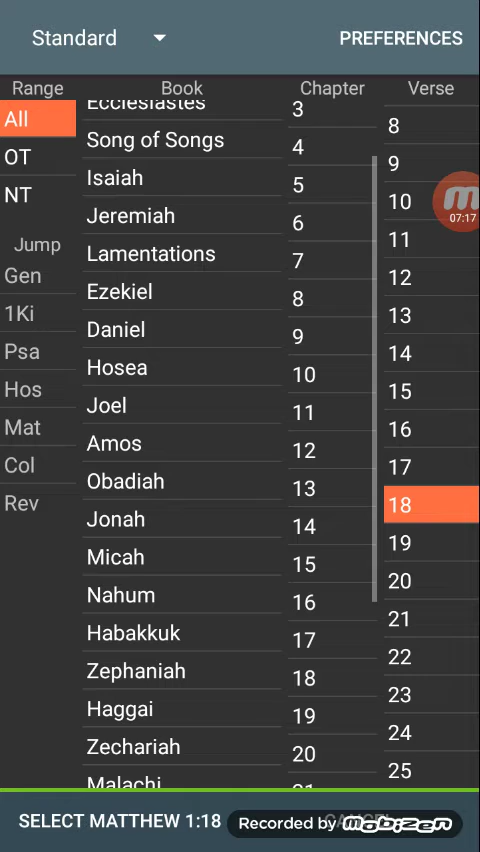 Standard
PREFERENCES
Range Book Chapter Verse
All
OT
NT
Jump
Gen
1Ki
Psa
Hos
Mat
Col
Rev
Ecclesiastes
Song of Songs
Isaiah
Jeremiah
Lamentations
Ezekiel
Daniel
Hosea
Joel
Amos
Obadiah
Jonah
Micah
Nahum
Habakkuk
Zephaniah
Haggai
Zechariah
Malachi
3
4
5
6
7
8
9
10
11
12
13
14
15
16
17
18
19
20
21
8
9
10
11
12
13
14
15
16
17
18
19
20
21
22
23
24
25
07:17
SELECT MATTHEW 1:18
CANCEL
Recorded by mobizen